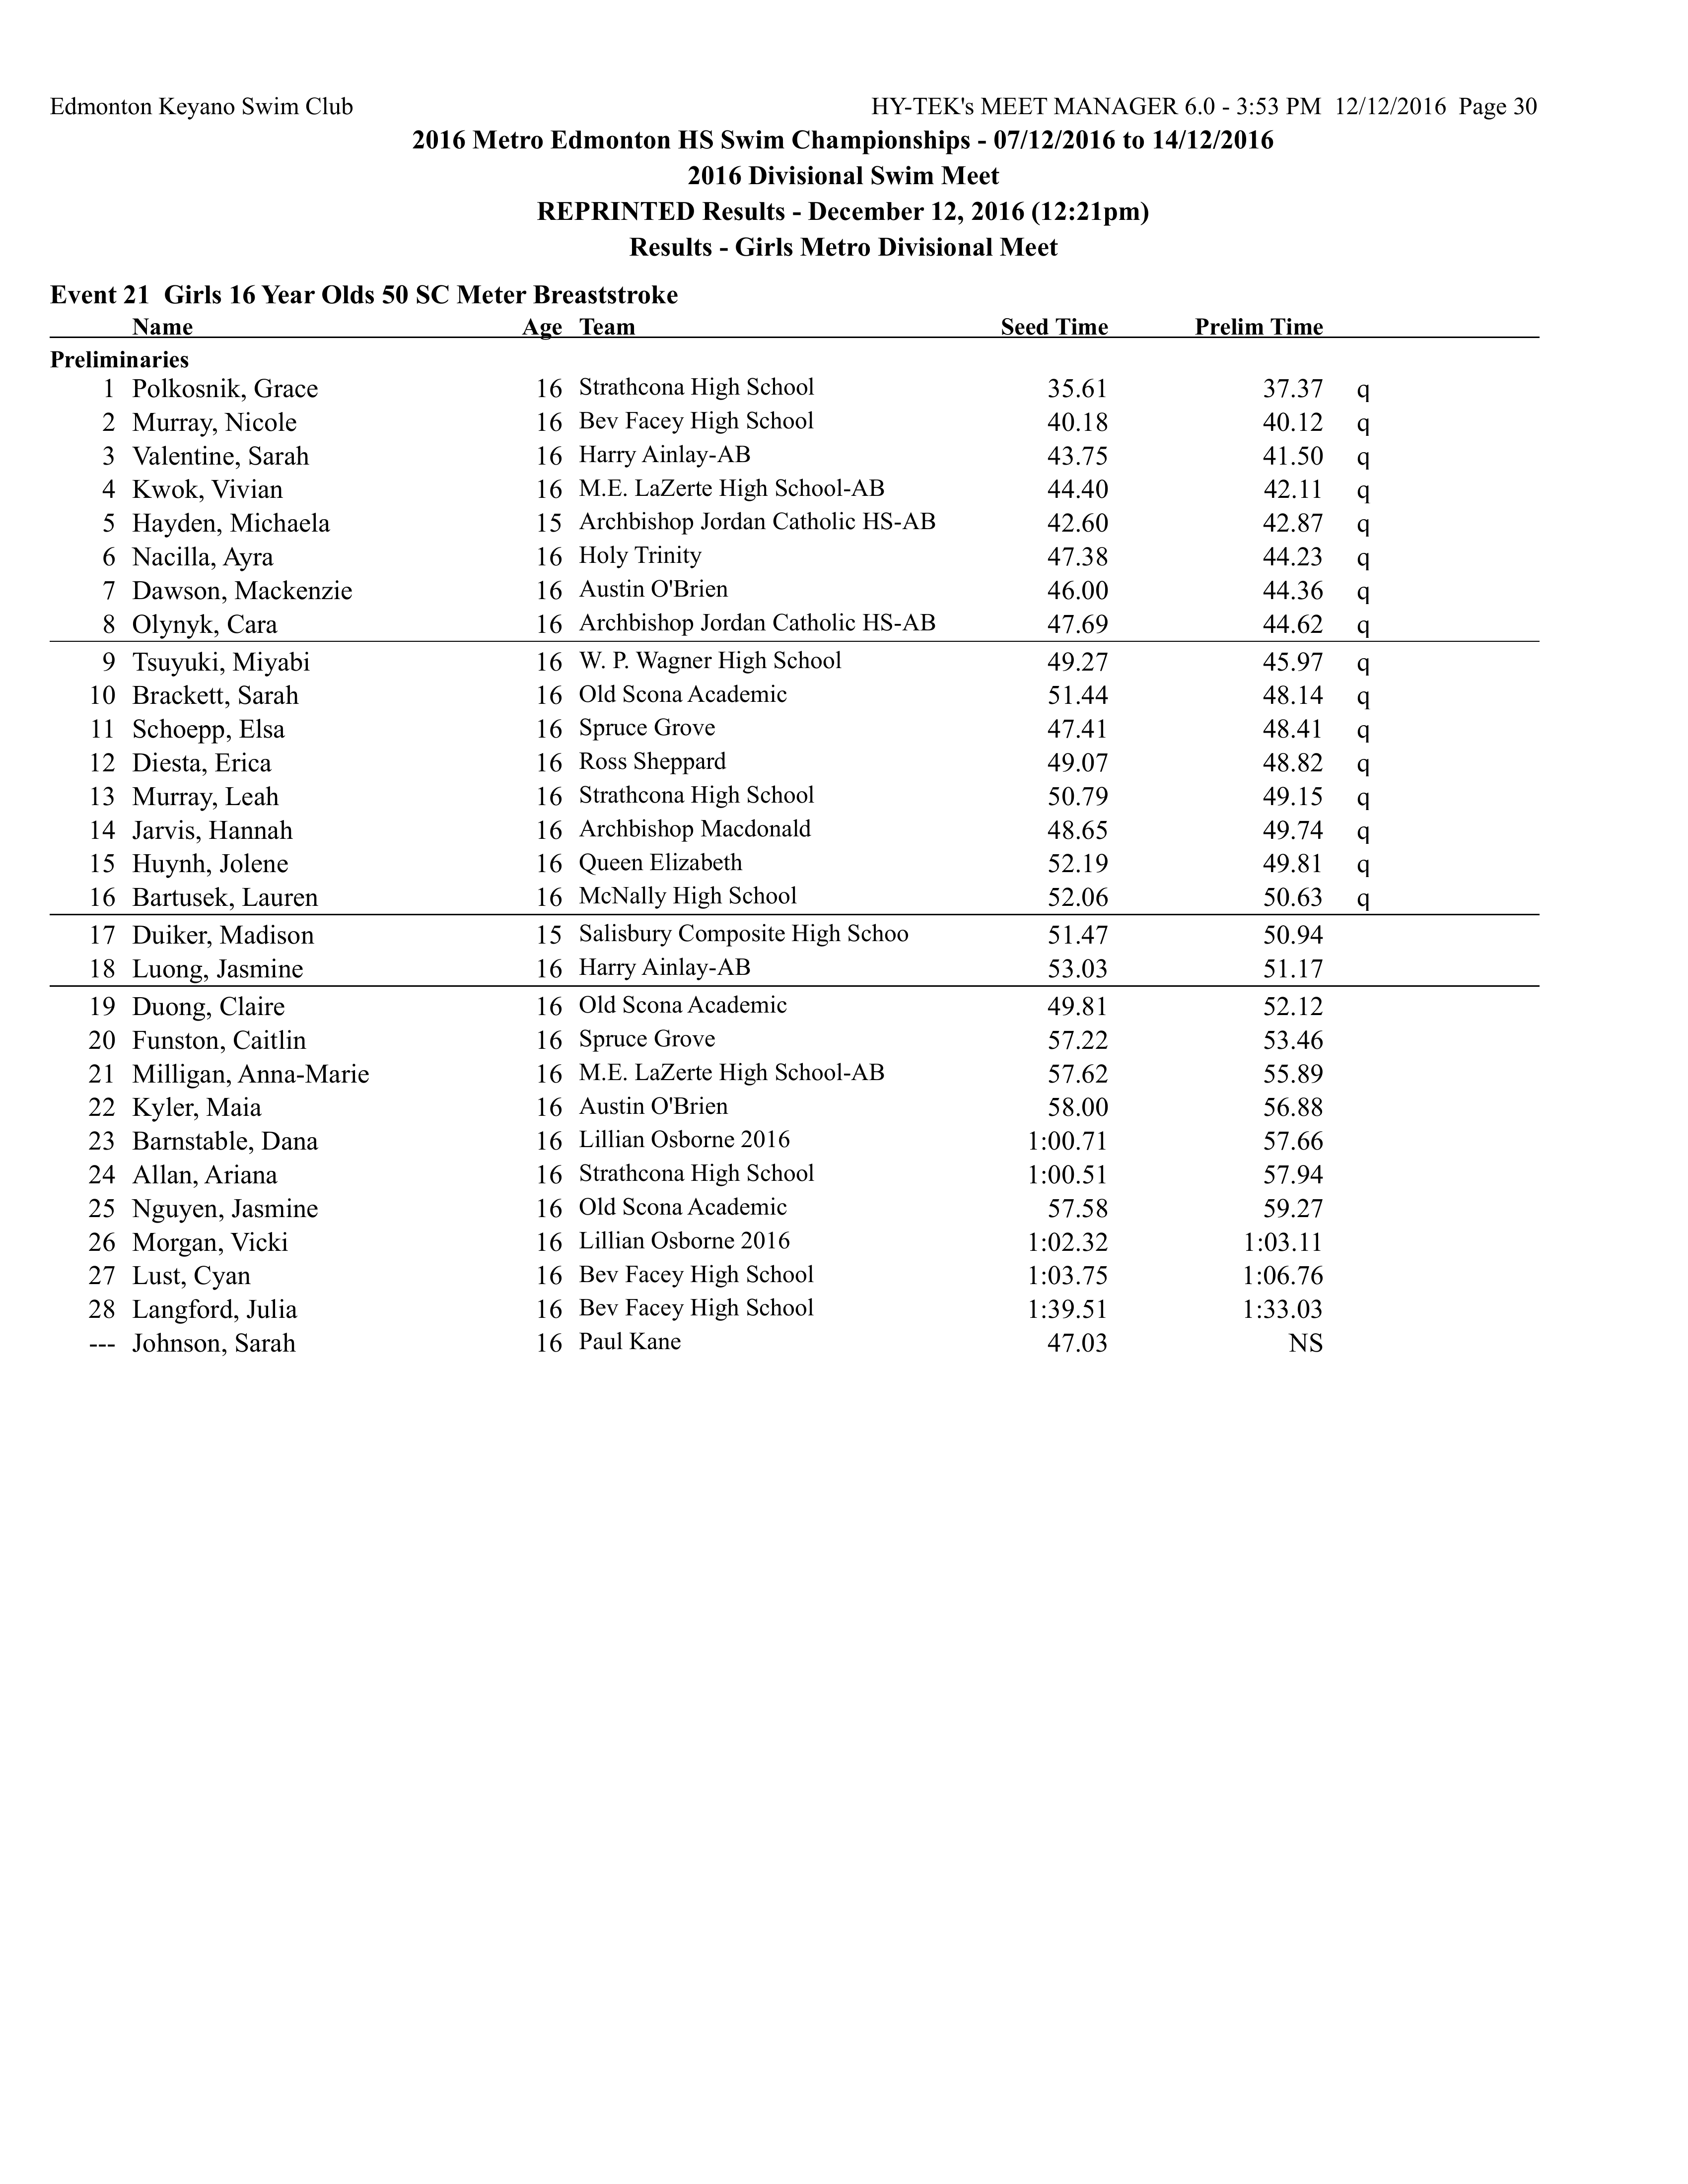 Edmonton Keyano Swim Club HY-TEK's MEET MANAGER 6.0 - 3:53 PM 12/12/2016 Page 30
2016 Metro Edmonton HS Swim Championships - 07/12/2016 to 14/12/2016
2016 Divisional Swim Meet
REPRINTED Results - December 12, 2016 (12:21pm)
Results - Girls Metro Divisional Meet
Event 21 Girls 16 Year Olds 50 SC Meter Breaststroke
Name Age Team Seed Time Prelim Time
Preliminaries
1 Polkosnik, Grace 16 Strathcona High School 35.61 37.37 q
2 Murray, Nicole 16 Bev Facey High School 40.18 40.12 q
3 Valentine, Sarah 16 Harry Ainlay-AB 43.75 41.50 q
4 Kwok, Vivian 16 M.E. LaZerte High School-AB 44.40 42.11 q
5 Hayden, Michaela 15 Archbishop Jordan Catholic HS-AB 42.60 42.87 q
6 Nacilla, Ayra 16 Holy Trinity 47.38 44.23 q
7 Dawson, Mackenzie 16 Austin O'Brien 46.00 44.36 q
8 Olynyk, Cara 16 Archbishop Jordan Catholic HS-AB 47.69 44.62 q
9 Tsuyuki, Miyabi 16 W. P. Wagner High School 49.27 45.97 q
10 Brackett, Sarah 16 Old Scona Academic 51.44 48.14 q
11 Schoepp, Elsa 16 Spruce Grove 47.41 48.41 q
12 Diesta, Erica 16 Ross Sheppard 49.07 48.82 q
13 Murray, Leah 16 Strathcona High School 50.79 49.15 q
14 Jarvis, Hannah 16 Archbishop Macdonald 48.65 49.74 q
15 Huynh, Jolene 16 Queen Elizabeth 52.19 49.81 q
16 Bartusek, Lauren 16 McNally High School 52.06 50.63 q
17 Duiker, Madison 15 Salisbury Composite High Schoo 51.47 50.94
18 Luong, Jasmine 16 Harry Ainlay-AB 53.03 51.17
19 Duong, Claire 16 Old Scona Academic 49.81 52.12
20 Funston, Caitlin 16 Spruce Grove 57.22 53.46
21 Milligan, Anna-Marie 16 M.E. LaZerte High School-AB 57.62 55.89
22 Kyler, Maia 16 Austin O'Brien 58.00 56.88
23 Barnstable, Dana 16 Lillian Osborne 2016 1:00.71 57.66
24 Allan, Ariana 16 Strathcona High School 1:00.51 57.94
25 Nguyen, Jasmine 16 Old Scona Academic 57.58 59.27
26 Morgan, Vicki 16 Lillian Osborne 2016 1:02.32 1:03.11
27 Lust, Cyan 16 Bev Facey High School 1:03.75 1:06.76
28 Langford, Julia 16 Bev Facey High School 1:39.51 1:33.03
--- Johnson, Sarah 16 Paul Kane 47.03 NS